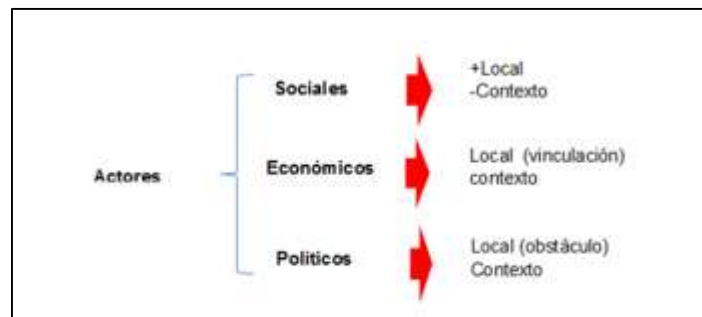 Actores
Sociales
+Local
-Contexto
Económicos
Local (vinculación)
contexto
Políticos
Local (obstáculo)
Contexto